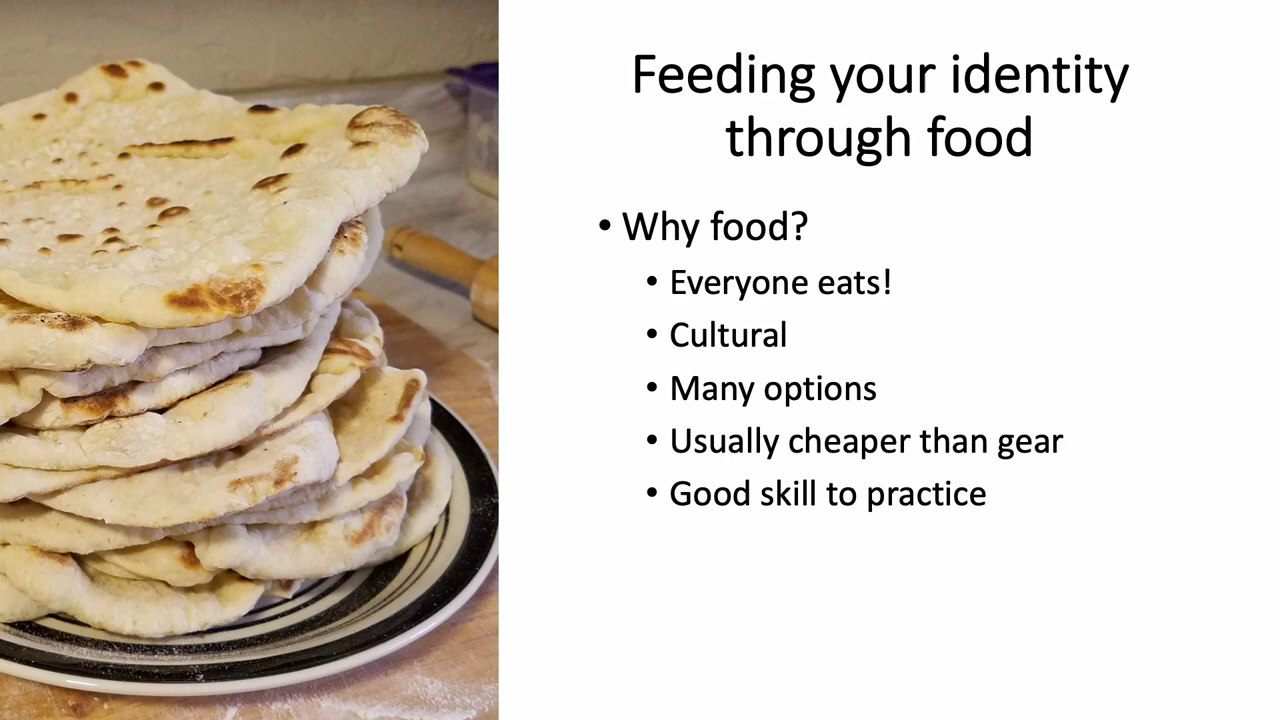 Feeding your identity
through food
• Why food?
• Everyone eats!
• Cultural
• Many options
• Usually cheaper than gear
• Good skill to practice